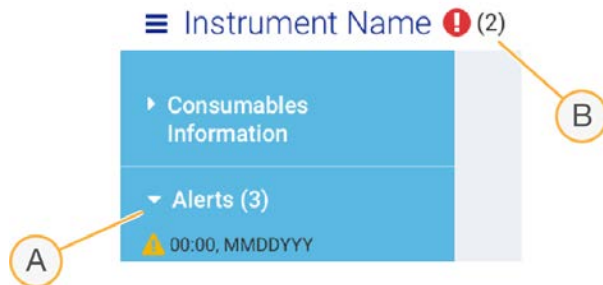 Instrument Name (2)
Consumables
Information
B
Alerts (3)
A
00:00, MMDDYYY